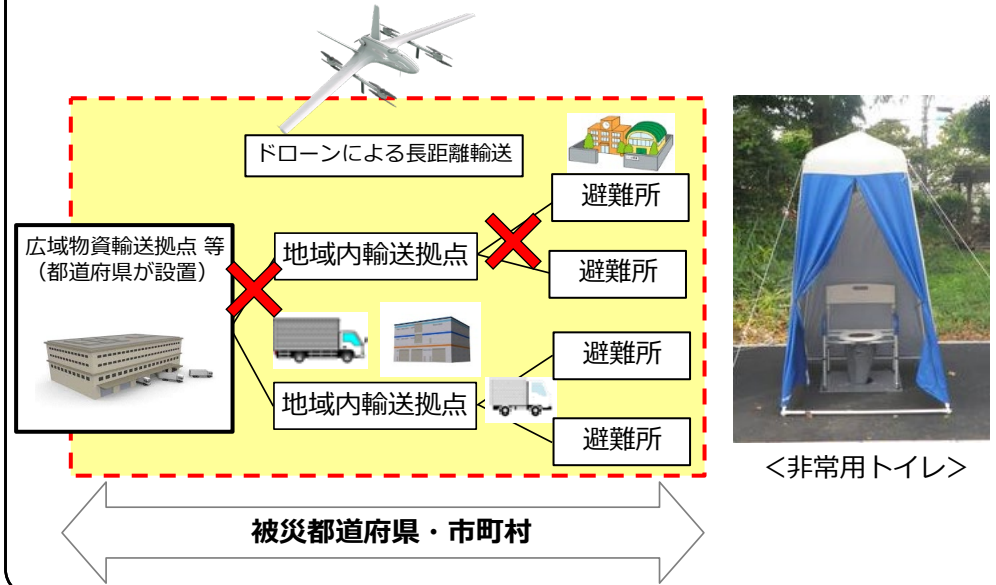 ドローンによる長距離輸送
避難所
広域物資輸送拠点 等
（都道府県が設置）
地域内輸送拠点
避難所
避難所
地域内輸送拠点
避難所
＜非常用トイレ＞
被災都道府県・市町村